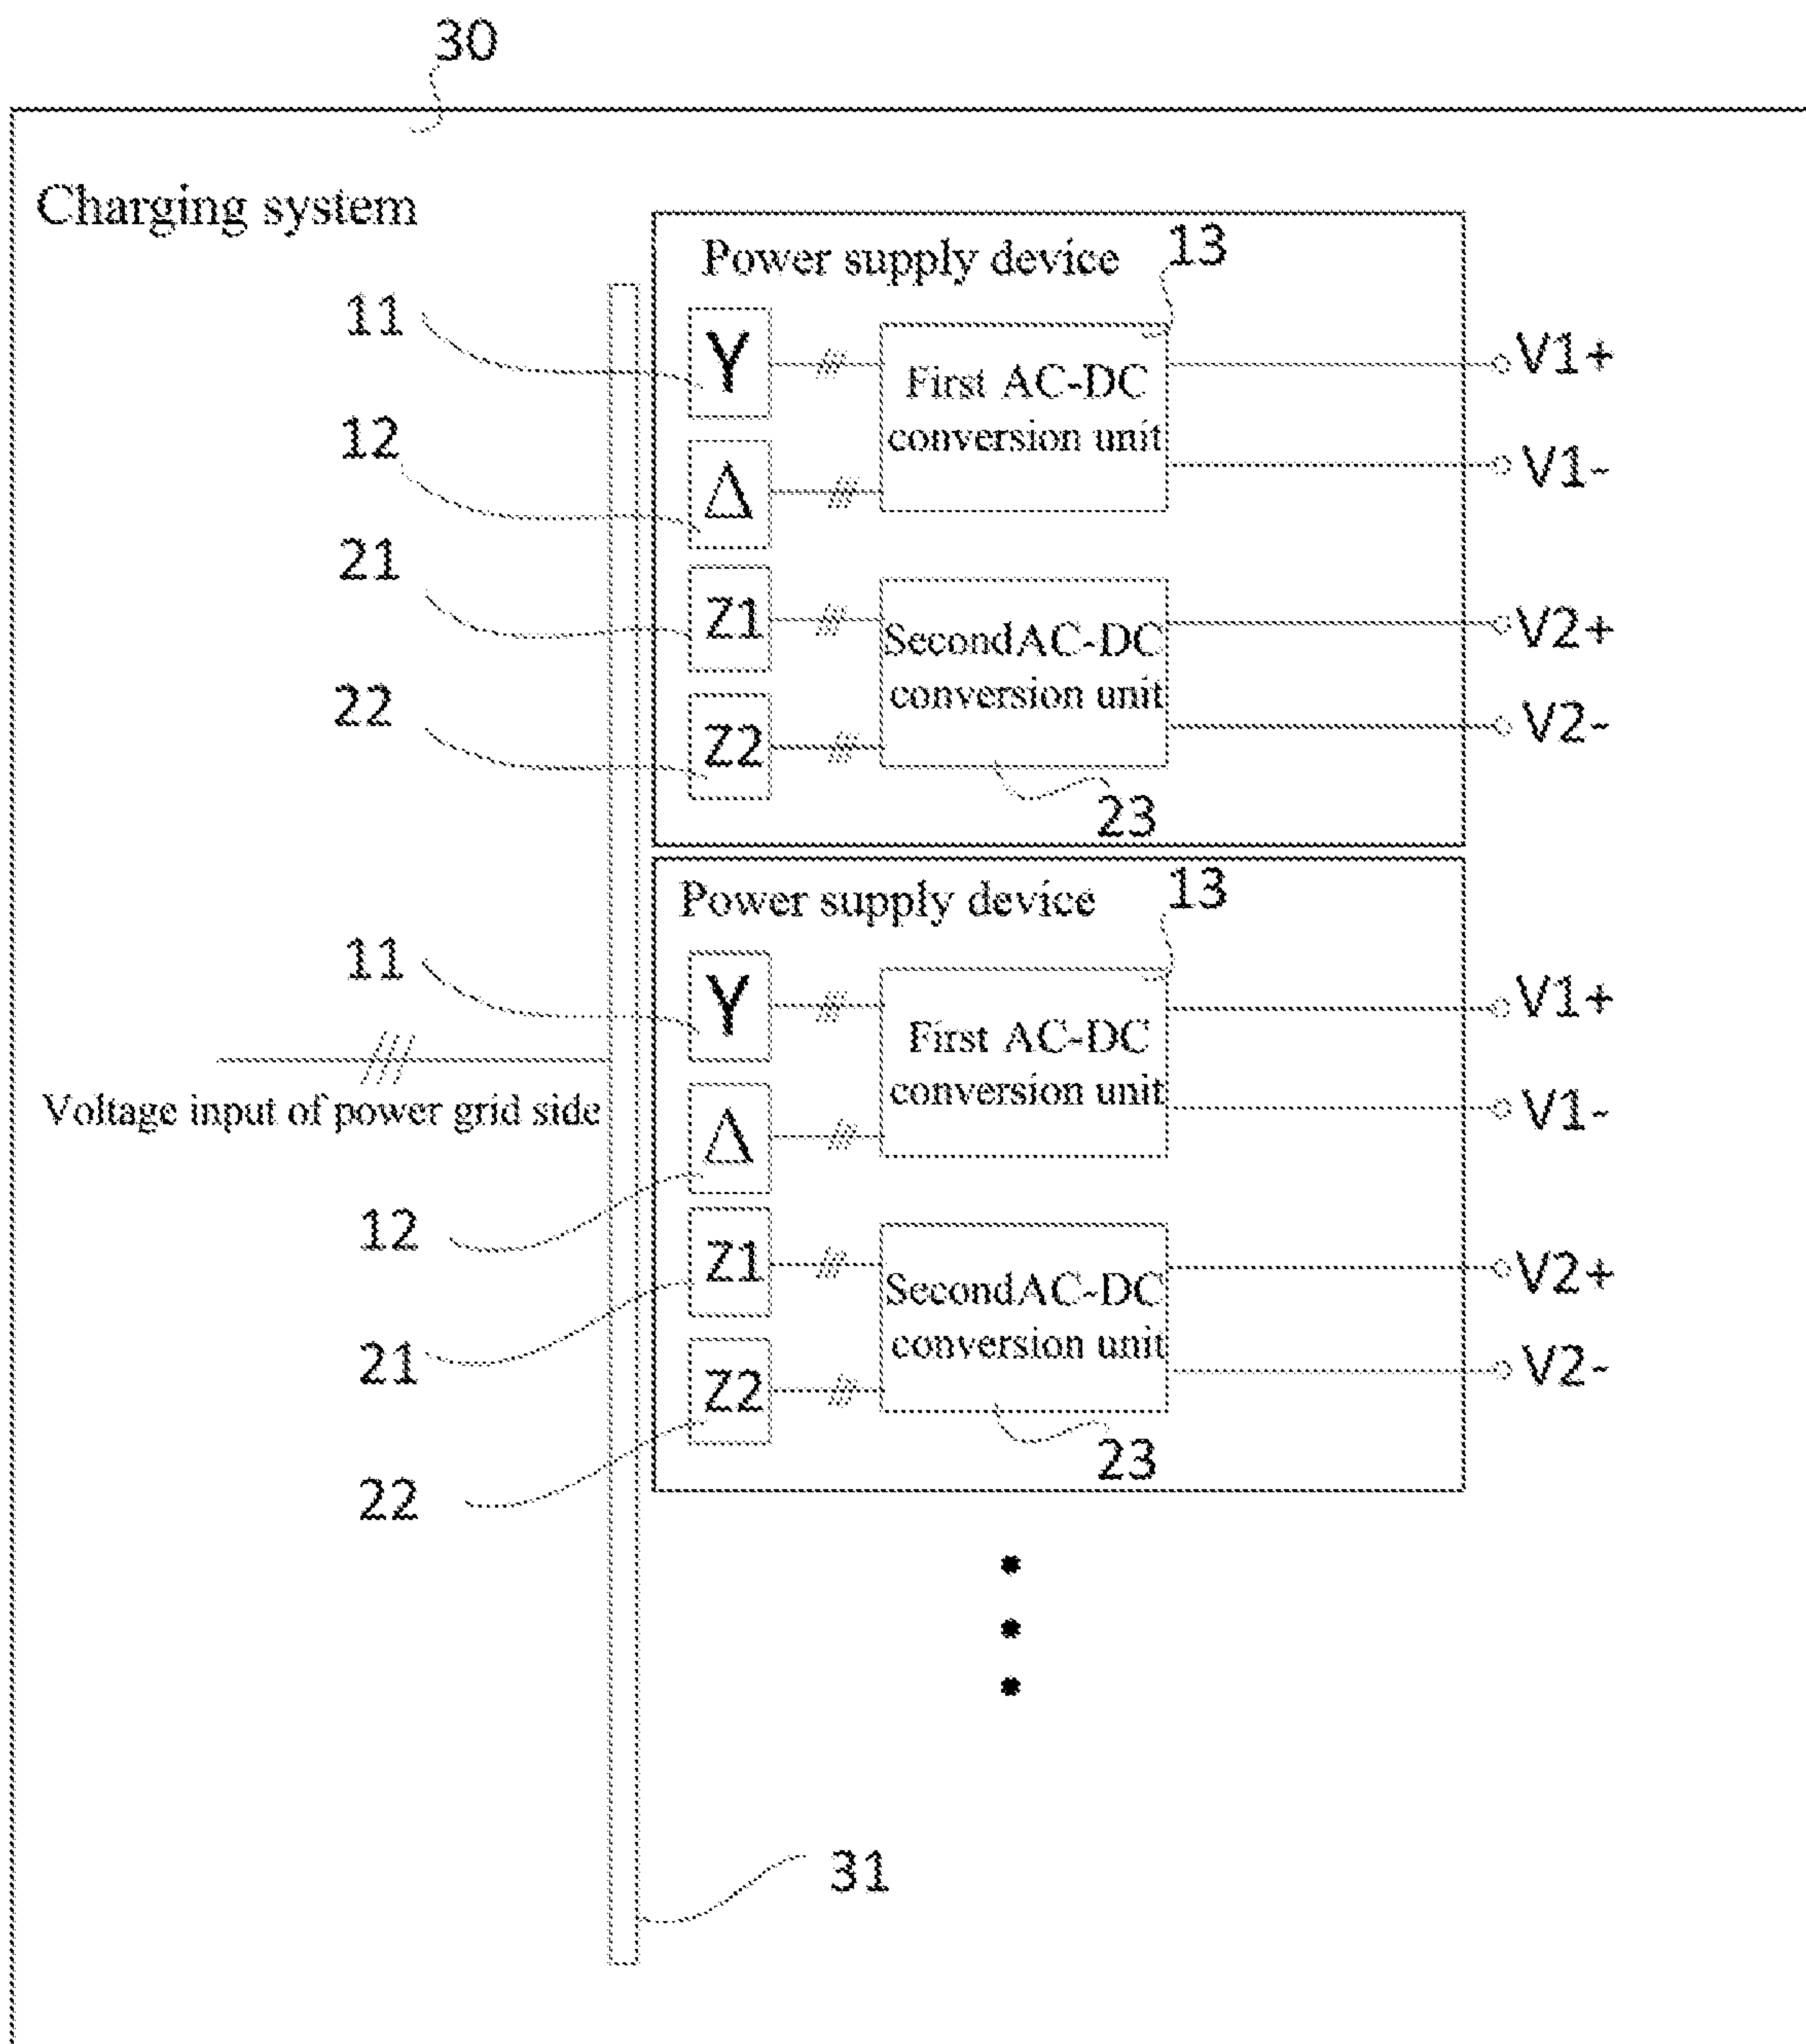 30
Charging system
Power supply device
13
11
Y
First AC-DC
conversion unit
V1+
V1-
12
Δ
21
Z1
SecondAC-DC
conversion unit
V2+
V2-
22
Z2
23
Power supply device
13
11
Y
First AC-DC
conversion unit
V1+
V1-
Voltage input of power grid side
Δ
12
Z1
SecondAC-DC
conversion unit
V2+
V2-
21
Z2
22
23
31